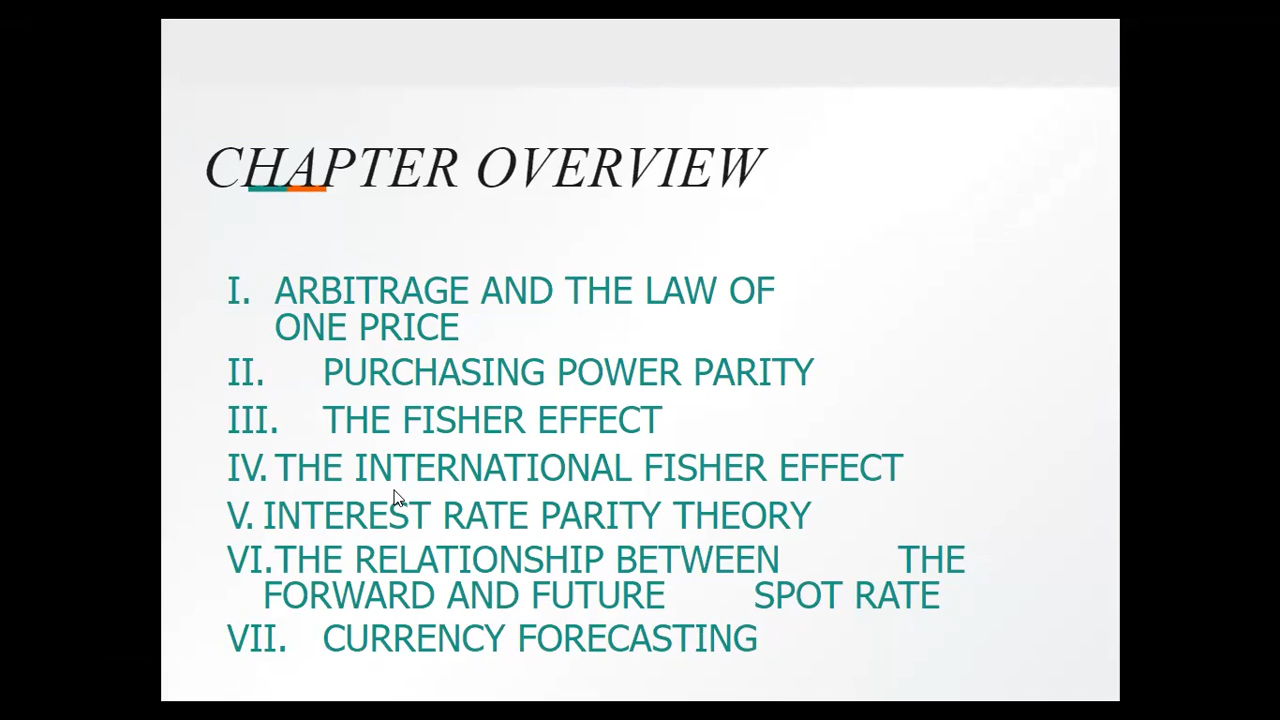 CHAPTER OVERVIEW
I. ARBITRAGE AND THE LAW OF
ONE PRICE
II. PURCHASING POWER PARITY
III. THE FISHER EFFECT
IV. THE INTERNATIONAL FISHER EFFECT
V. INTEREST RATE PARITY THEORY
VI. THE RELATIONSHIP BETWEEN THE
FORWARD AND FUTURE SPOT RATE
VII. CURRENCY FORECASTING